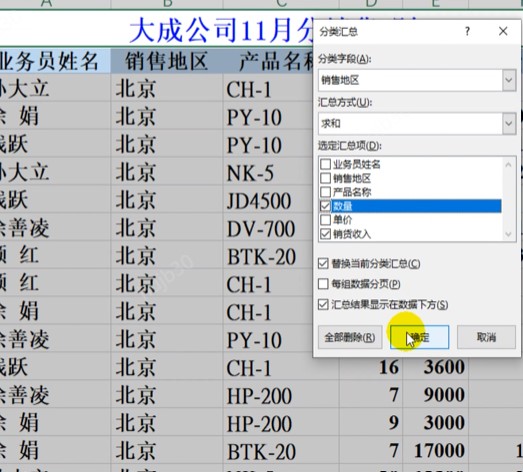 A B C D E
大成公司11月分
分类汇总 ? ×
分类字段(A):
销售地区
汇总方式(U):
求和
选定汇总项(D):
业务员姓名
销售地区
产品名称
数量
单价
销货收入
替换当前分类汇总(C)
每组数据分页(P)
汇总结果显示在数据下方(S)
全部删除(R) 确定 取消
业务员姓名 销售地区 产品名称
孙大立 北京 CH-1
余 娟 北京 PY-10
钱跃 北京 PY-10
孙大立 北京 NK-5
钱跃 北京 JD4500
余善凌 北京 DV-700
红 北京 BTK-20
红 北京 CH-1
余 娟 北京 CH-1
余善凌 北京 PY-10
钱跃 北京 CH-1 16 3600
余善凌 北京 HP-200 7 9000
余 娟 北京 HP-200 9 3000
余 娟 北京 BTK-20 7 17000